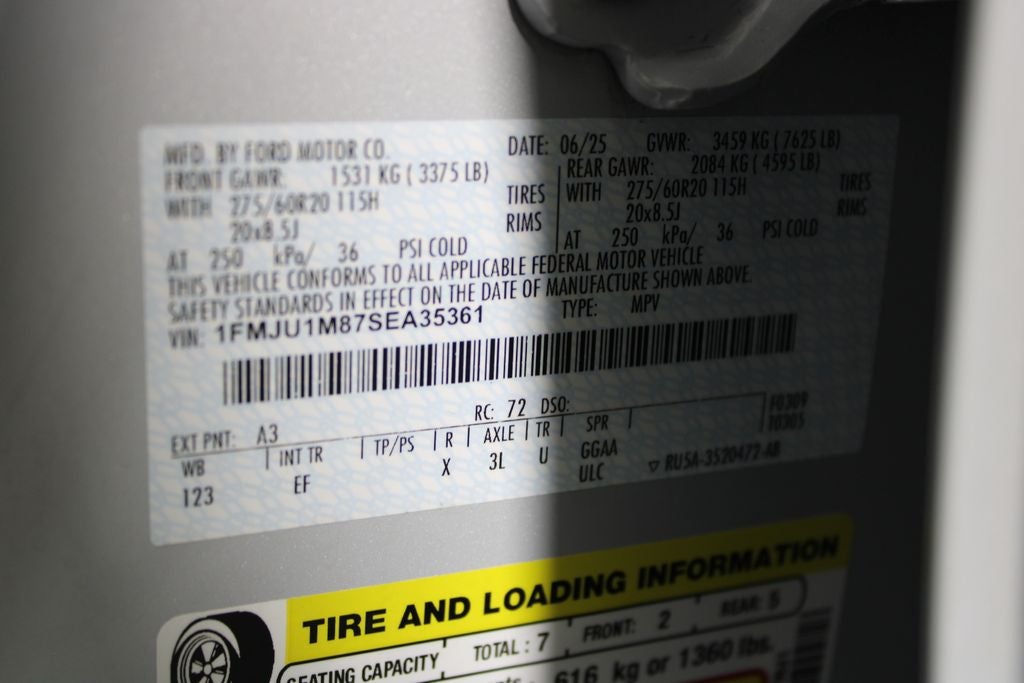 MFD. BY FORD MOTOR CO. DATE: 06/25 GVWR: 3459 KG ( 7625 LB)
FRONT GAWR: 1531 KG ( 3375 LB) REAR GAWR: 2084 KG ( 4595 LB)
WITH 275/60R20 115H TIRES WITH 275/60R20 115H TIRES
20x8.5J RIMS 20x8.5J RIMS
AT 250 kPa/ 36 PSI COLD AT 250 kPa/ 36 PSI COLD
THIS VEHICLE CONFORMS TO ALL APPLICABLE FEDERAL MOTOR VEHICLE
SAFETY STANDARDS IN EFFECT ON THE DATE OF MANUFACTURE SHOWN ABOVE.
VIN: 1FMJU1M87SEA35361 TYPE: MPV
RC: 72 DSO: F0309
EXT PNT: A3 T0305
WB INT TR TP/PS R AXLE TR SPR
123 EF X 3L U GGAA
ULC ▽ RU5A-3520472-AB
TIRE AND LOADING INFORMATION
SEATING CAPACITY TOTAL : 7 FRONT: 2 REAR: 5
616 kg or 1360 lbs.